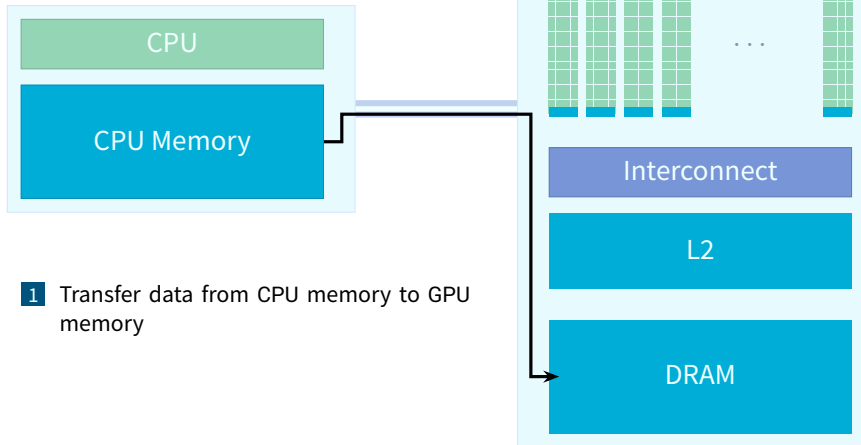 CPU
CPU Memory
. . .
Interconnect
L2
DRAM
1 Transfer data from CPU memory to GPU
memory